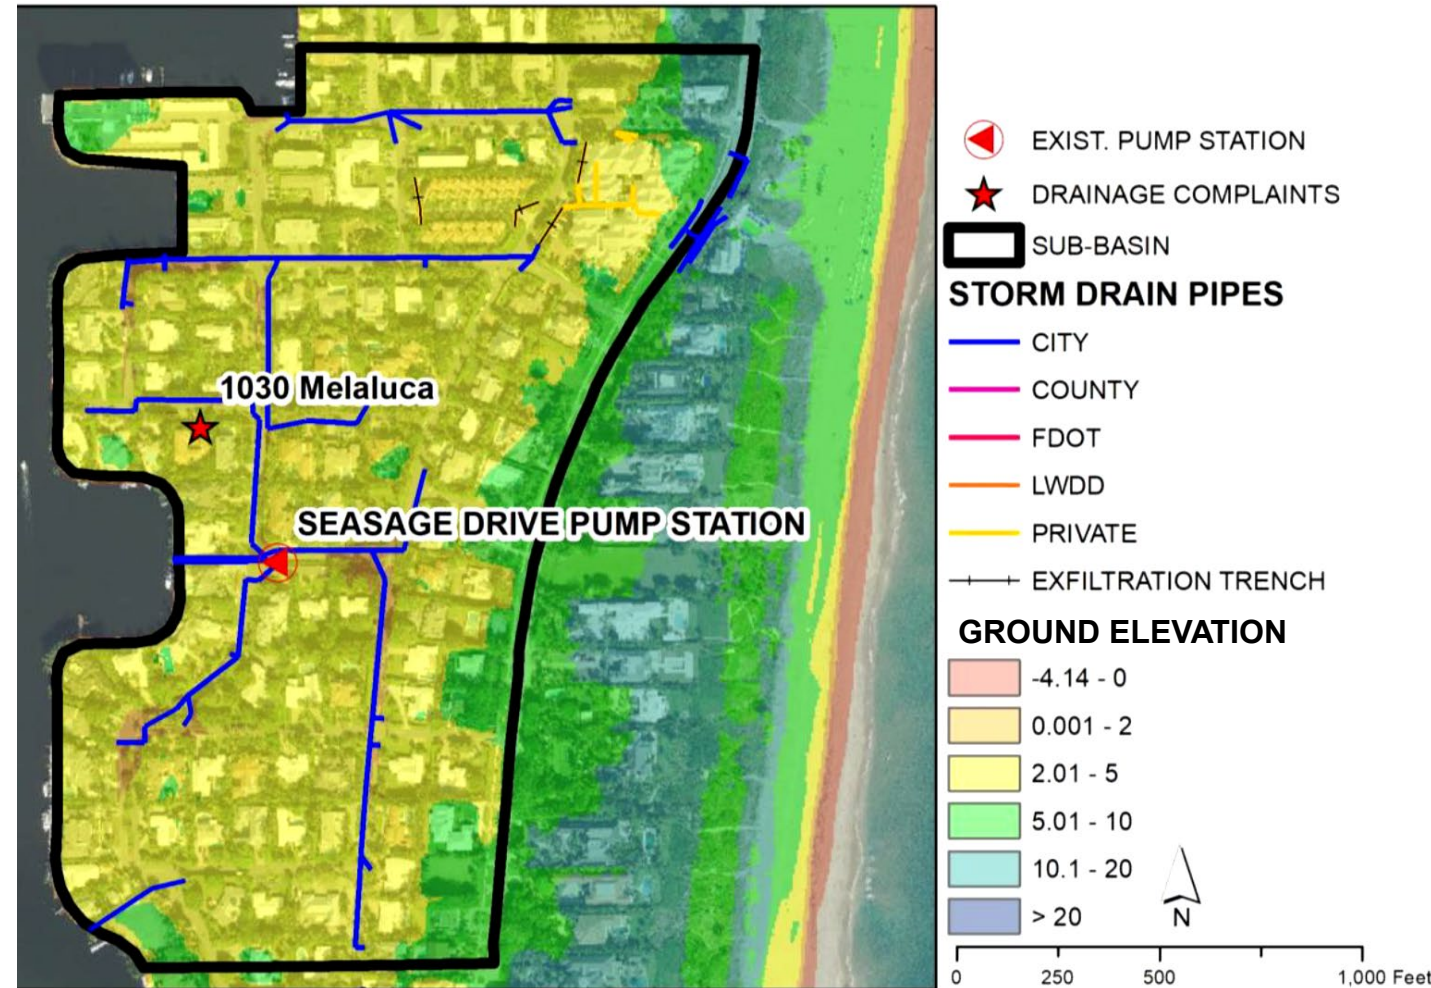 1030 Melaluca
SEASAGE DRIVE PUMP STATION
EXIST. PUMP STATION
DRAINAGE COMPLAINTS
SUB-BASIN
STORM DRAIN PIPES
CITY
COUNTY
FDOT
LWDD
PRIVATE
EXFILTRATION TRENCH
GROUND ELEVATION
-4.14 - 0
0.001 - 2
2.01 - 5
5.01 - 10
10.1 - 20
> 20
N
0 250 500 1,000 Feet